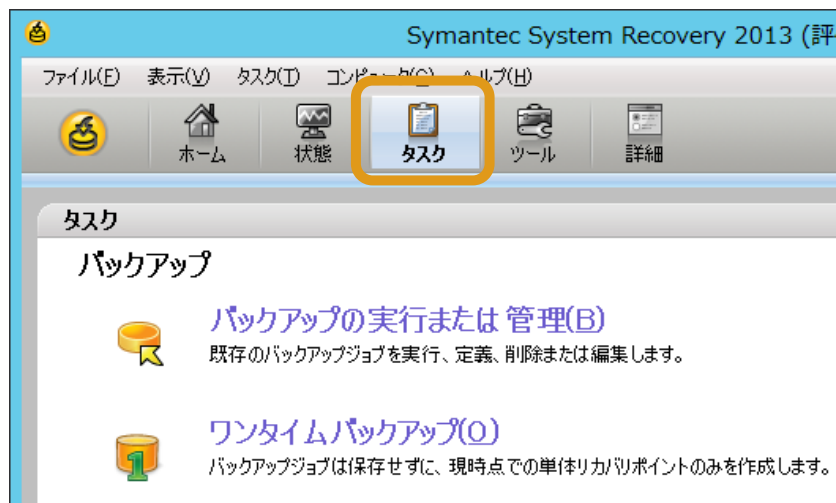 Symantec System Recovery 2013 (評
ファイル(F) 表示(V) タスク(T) コンピュータ(C) ヘルプ(H)
ホーム 状態 タスク ツール 詳細
タスク
バックアップ
バックアップの実行または管理(B)
既存のバックアップジョブを実行、定義、削除または編集します。
ワンタイムバックアップ(O)
バックアップジョブは保存せずに、現時点での単体リカバリポイントのみを作成します。